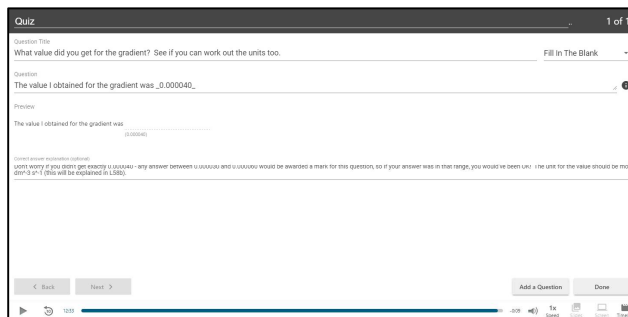 Quiz
1 of 1
Question Title
What value did you get for the gradient? See if you can work out the units too.
Fill In The Blank
Question
The value I obtained for the gradient was _0.000040_
Preview
The value I obtained for the gradient was
(0.000040)
Correct answer explanation (optional)
Don't worry if you didn't get exactly 0.000040 - any answer between 0.000030 and 0.000060 would be awarded a mark for this question, so if your answer was in that range, you would've been OK! The unit for the value should be mo
dm^-3 s^-1 (this will be explained in LS8b).
< Back
Next >
Add a Question
Done
10
1x
Speed
Screen